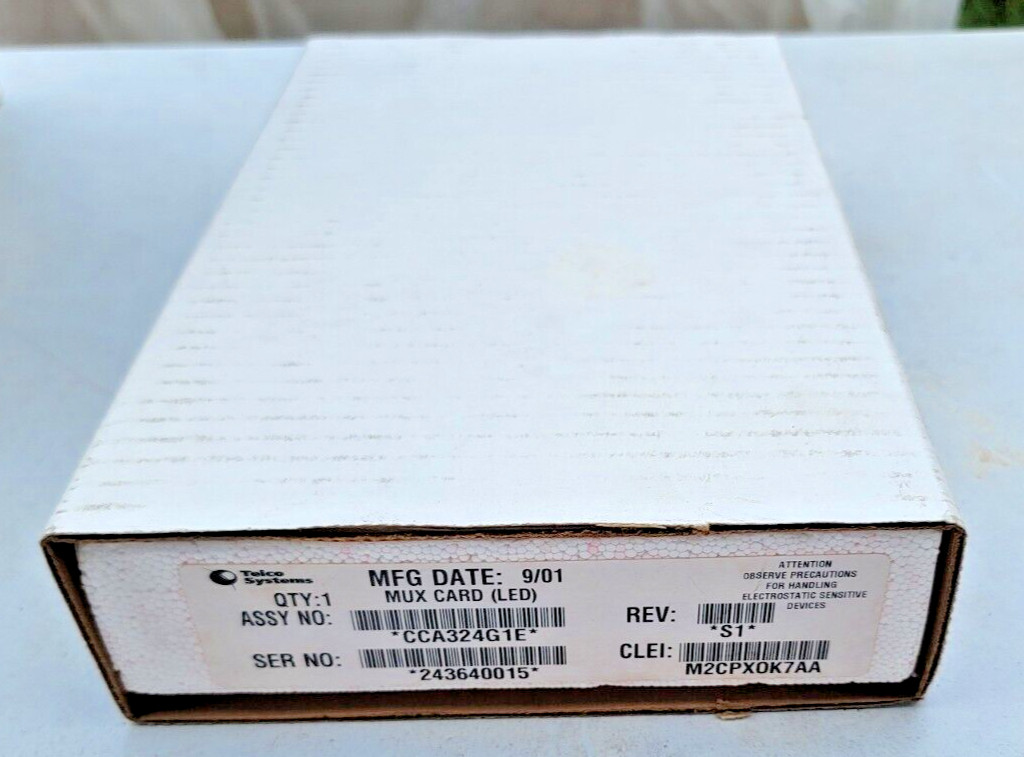 Telco Systems
MFG DATE: 9/01
QTY:1 MUX CARD (LED)
ASSY NO:
*CCA324G1E*
SER NO:
*243640015*
ATTENTION
OBSERVE PRECAUTIONS
FOR HANDLING
ELECTROSTATIC SENSITIVE
DEVICES
REV:
*S1*
CLEI:
M2CPX0K7AA